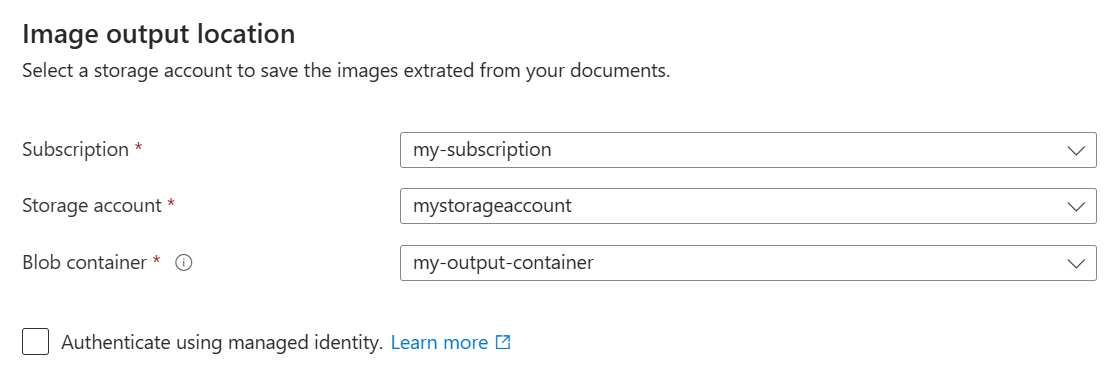 Image output location
Select a storage account to save the images extrated from your documents.
Subscription * my-subscription
Storage account * mystorageaccount
Blob container * my-output-container
Authenticate using managed identity. Learn more